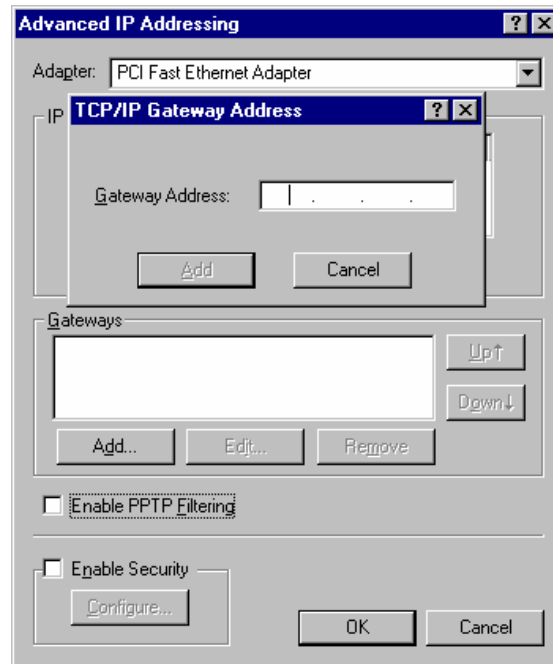 Advanced IP Addressing
Adapter: PCI Fast Ethernet Adapter
IP
TCP/IP Gateway Address
Gateway Address: . . .
Add Cancel
Gateways
Up↑
Down↓
Add... Edit... Remove
Enable PPTP Filtering
Enable Security
Configure...
OK Cancel